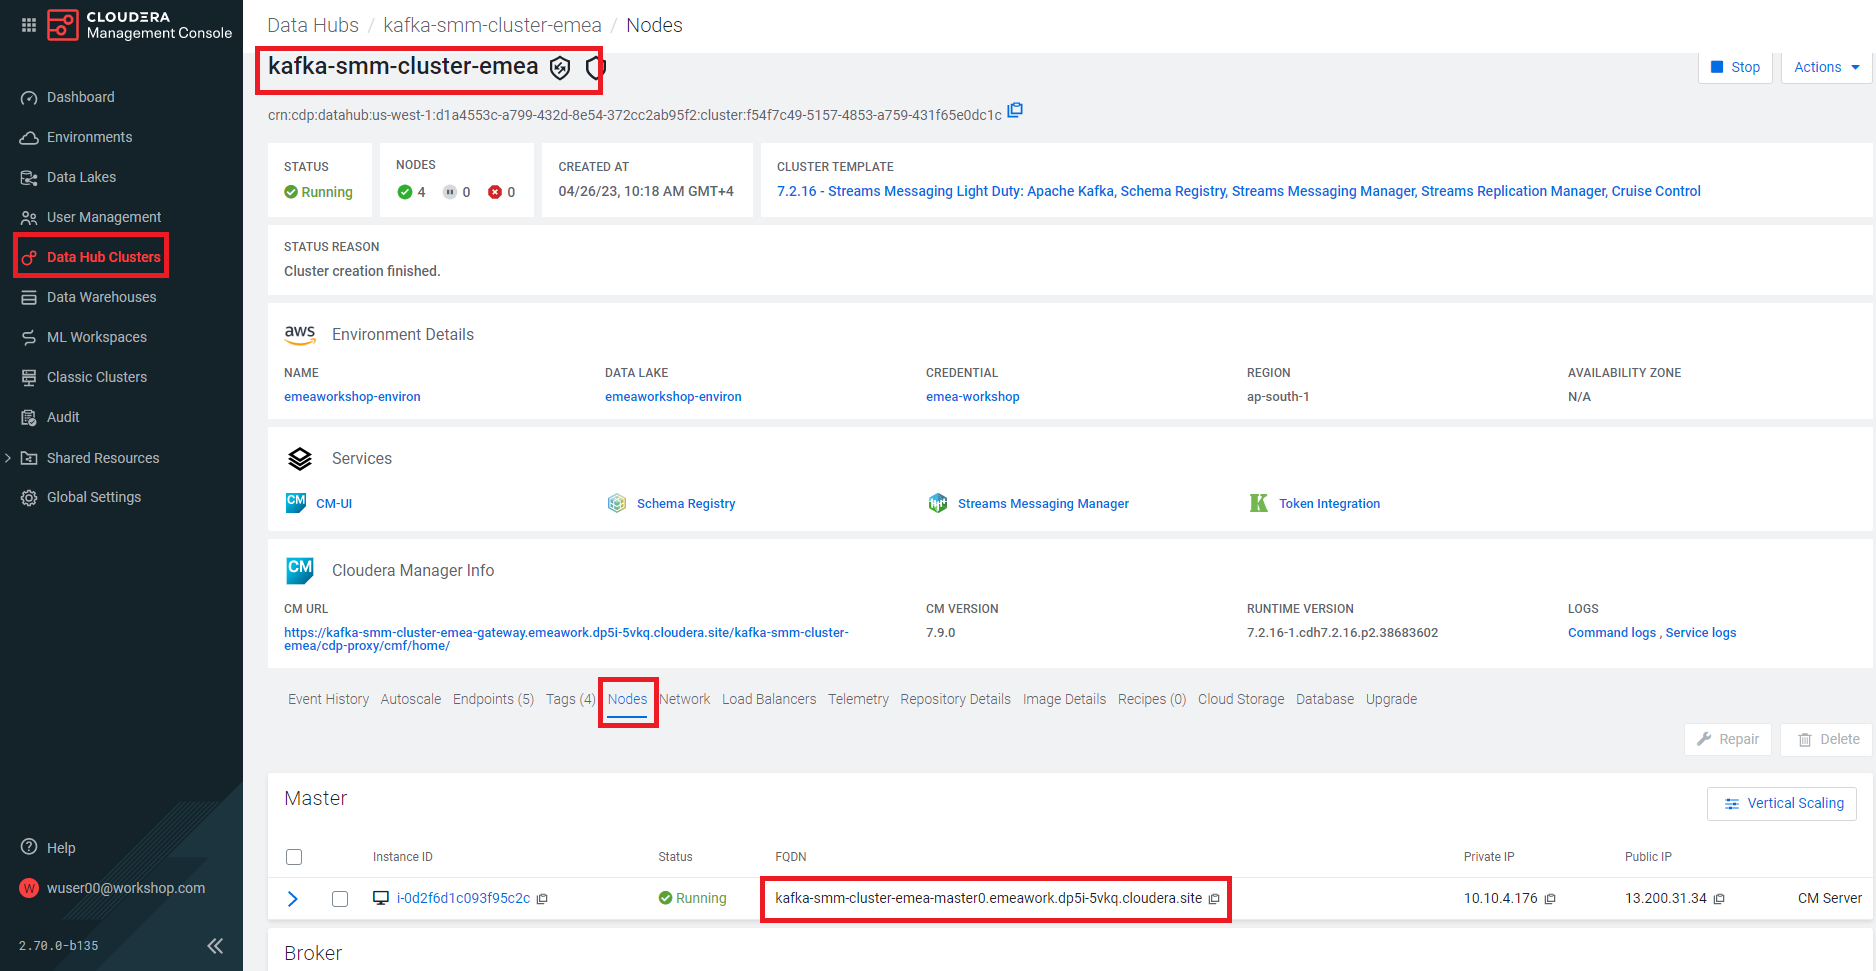 CLOUDERA
Management Console
Dashboard
Environments
Data Lakes
User Management
Data Hub Clusters
Data Warehouses
ML Workspaces
Classic Clusters
Audit
Shared Resources
Global Settings
Help
W wuser00@workshop.com
2.70.0-b135
Data Hubs / kafka-smm-cluster-emea / Nodes
kafka-smm-cluster-emea
Stop
Actions
crn:cdp:datahub:us-west-1:d1a4553c-a799-432d-8e54-372cc2ab95f2:cluster:f54f7c49-5157-4853-a759-431f65e0dc1c
STATUS
Running
NODES
4 0 0
CREATED AT
04/26/23, 10:18 AM GMT+4
CLUSTER TEMPLATE
7.2.16 - Streams Messaging Light Duty: Apache Kafka, Schema Registry, Streams Messaging Manager, Streams Replication Manager, Cruise Control
STATUS REASON
Cluster creation finished.
aws Environment Details
NAME DATA LAKE CREDENTIAL REGION AVAILABILITY ZONE
emeaworkshop-environ emeaworkshop-environ emea-workshop ap-south-1 N/A
Services
CM CM-UI Schema Registry Streams Messaging Manager K Token Integration
CM Cloudera Manager Info
CM URL CM VERSION RUNTIME VERSION LOGS
https://kafka-smm-cluster-emea-gateway.emeawork.dp5i-5vkq.cloudera.site/kafka-smm-cluster-
emea/cdp-proxy/cmf/home/
7.9.0 7.2.16-1.cdh7.2.16.p2.38683602 Command logs , Service logs
Event History Autoscale Endpoints (5) Tags (4) Nodes Network Load Balancers Telemetry Repository Details Image Details Recipes (0) Cloud Storage Database Upgrade
Repair Delete
Master
Vertical Scaling
Instance ID Status FQDN Private IP Public IP
i-0d2f6d1c093f95c2c Running kafka-smm-cluster-emea-master0.emeawork.dp5i-5vkq.cloudera.site 10.10.4.176 13.200.31.34 CM Server
Broker